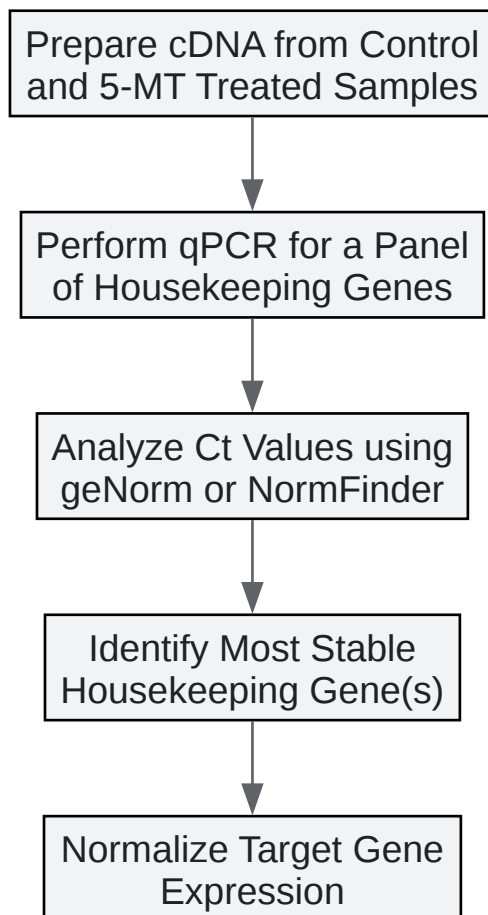 Prepare cDNA from Control
and 5-MT Treated Samples
Perform qPCR for a Panel
of Housekeeping Genes
Analyze Ct Values using
geNorm or NormFinder
Identify Most Stable
Housekeeping Gene(s)
Normalize Target Gene
Expression